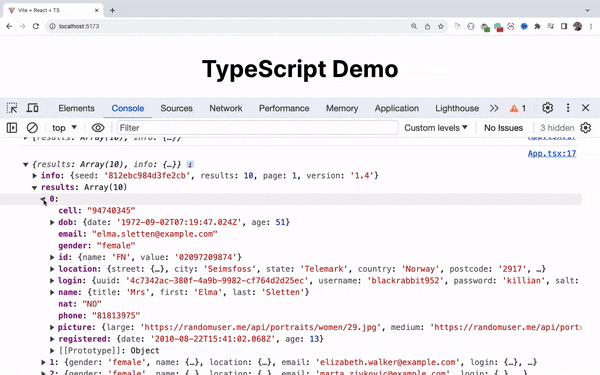 Vite + React + TS
localhost:5173
TypeScript Demo
Elements Console Sources Network Performance Memory Application Lighthouse » 1
top Filter Custom levels No Issues 3 hidden
{results: Array(10), info: {…}}
App.tsx:17
{results: Array(10), info: {…}} i
info: {seed: '812ebc984d3fe2cb', results: 10, page: 1, version: '1.4'}
results: Array(10)
0:
cell: "94740345"
dob: {date: '1972-09-02T07:19:47.024Z', age: 51}
email: "elma.sletten@example.com"
gender: "female"
id: {name: 'FN', value: '02097209874'}
location: {street: {…}, city: 'Seimsfoss', state: 'Telemark', country: 'Norway', postcode: '2917', …}
login: {uuid: '4c7342ac-380f-4a9b-9982-cf764d2d25ec', username: 'blackrabbit952', password: 'killian', salt:
name: {title: 'Mrs', first: 'Elma', last: 'Sletten'}
nat: "NO"
phone: "81813975"
picture: {large: 'https://randomuser.me/api/portraits/women/29.jpg', medium: 'https://randomuser.me/api/port
registered: {date: '2010-08-22T15:41:02.068Z', age: 13}
[[Prototype]]: Object
1: {gender: 'female', name: {…}, location: {…}, email: 'elizabeth.walker@example.com', login: {…}, …}
2: {gender: 'female', name: {…}, location: {…}, email: 'marta.zivkovic@example.com', login: {…}, …}